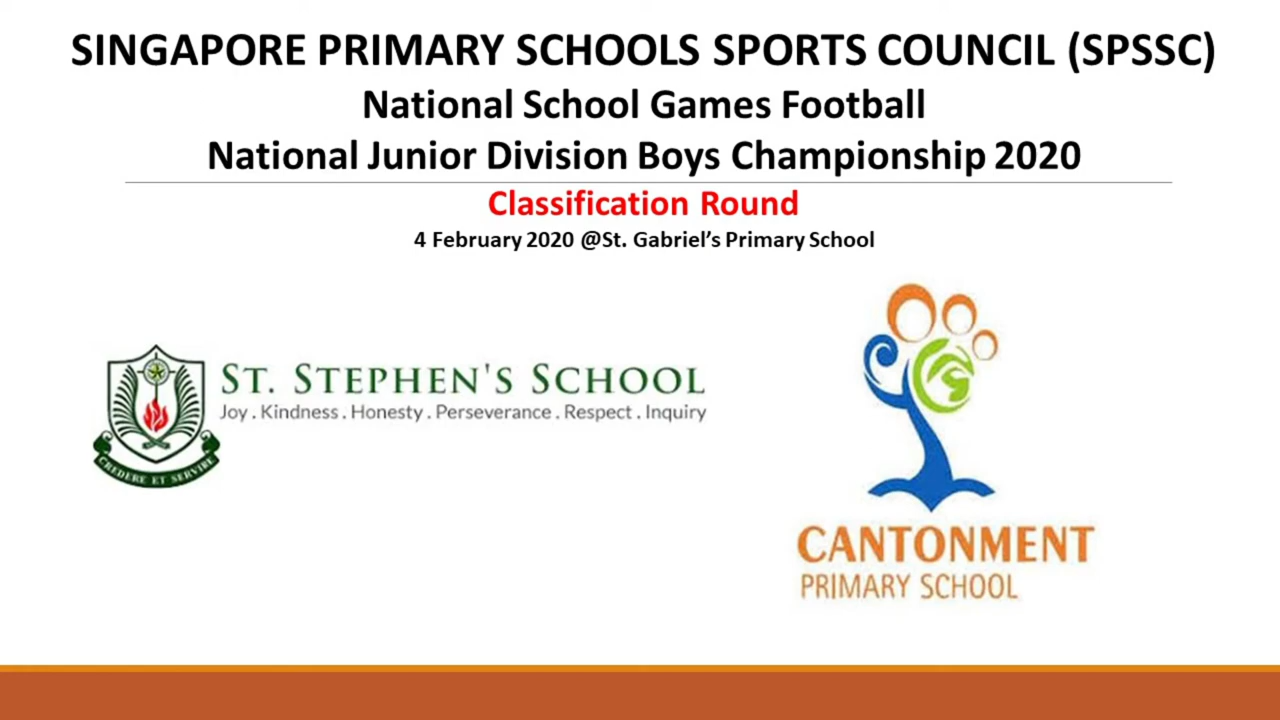 SINGAPORE PRIMARY SCHOOLS SPORTS COUNCIL (SPSSC)
National School Games Football
National Junior Division Boys Championship 2020
Classification Round
4 February 2020 @St. Gabriel’s Primary School
ST. STEPHEN'S SCHOOL
Joy . Kindness . Honesty . Perseverance . Respect . Inquiry
CREDERE ET SERVIRE
CANTONMENT
PRIMARY SCHOOL